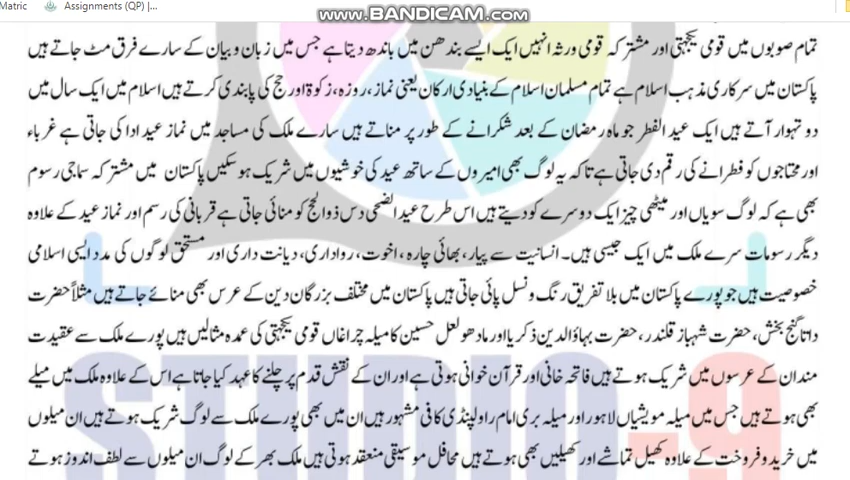 Matric Assignments (QP) |...
www.BANDICAM.com
تمام صوبوں میں قومی یکجہتی اور مشترکہ قومی ورثہ انہیں ایک ایسے بندھن میں باندھ دیتا ہے جس میں زبان و بیان کے سارے فرق مٹ جاتے ہیں
پاکستان میں سرکاری مذہب اسلام ہے تمام مسلمان اسلام کے بنیادی ارکان یعنی نماز، روزہ، زکوۃ اور حج کی پابندی کرتے ہیں اسلام میں ایک سال میں
دو تہوار آتے ہیں ایک عید الفطر جو ماہ رمضان کے بعد شکرانے کے طور پر مناتے ہیں سارے ملک کی مساجد میں نماز عید ادا کی جاتی ہے غرباء
اور محتاجوں کو فطرانے کی رقم دی جاتی ہے تاکہ یہ لوگ بھی امیروں کے ساتھ عید کی خوشیوں میں شریک ہو سکیں پاکستان میں مشترکہ سماجی رسوم
بھی ہے کہ لوگ سویاں اور میٹھی چیز ایک دوسرے کو دیتے ہیں اس طرح عید الضحیٰ دس ذوالحج کو منائی جاتی ہے قربانی کی رسم اور نماز عید کے علاوہ
دیگر رسومات سرے ملک میں ایک جیسی ہیں۔ انسانیت سے پیار، بھائی چارہ، اخوت، رواداری، دیانت داری اور مستحق لوگوں کی مدد ایسی اسلامی
خصوصیت ہیں جو پورے پاکستان میں بلا تفریق رنگ و نسل پائی جاتی ہیں پاکستان میں مختلف بزرگان دین کے عرس بھی منائے جاتے ہیں مثلاً حضرت
داتا گنج بخش، حضرت شہباز قلندر، حضرت بہاؤالدین ذکریا اور مادھو لعل حسین کا میلہ چراغاں قومی یکجہتی کی عمدہ مثالیں ہیں پورے ملک سے عقیدت
مندان کے عرسوں میں شریک ہوتے ہیں فاتحہ خانی اور قرآن خوانی ہوتی ہے اور ان کے نقش قدم پر چلنے کا عہد کیا جاتا ہے اس کے علاوہ ملک میں میلے
بھی ہوتے ہیں جس میں میلہ مویشیاں لاہور اور میلہ بری امام راولپنڈی کافی مشہور ہیں ان میں بھی پورے ملک سے لوگ شریک ہوتے ہیں ان میلوں
میں خرید و فروخت کے علاوہ کھیل تماشے اور کھیلیں بھی ہوتے ہیں محافل موسیقی منعقد ہوتی ہیں ملک بھر کے لوگ ان میلوں سے لطف اندوز ہوتے
STUDIO-9